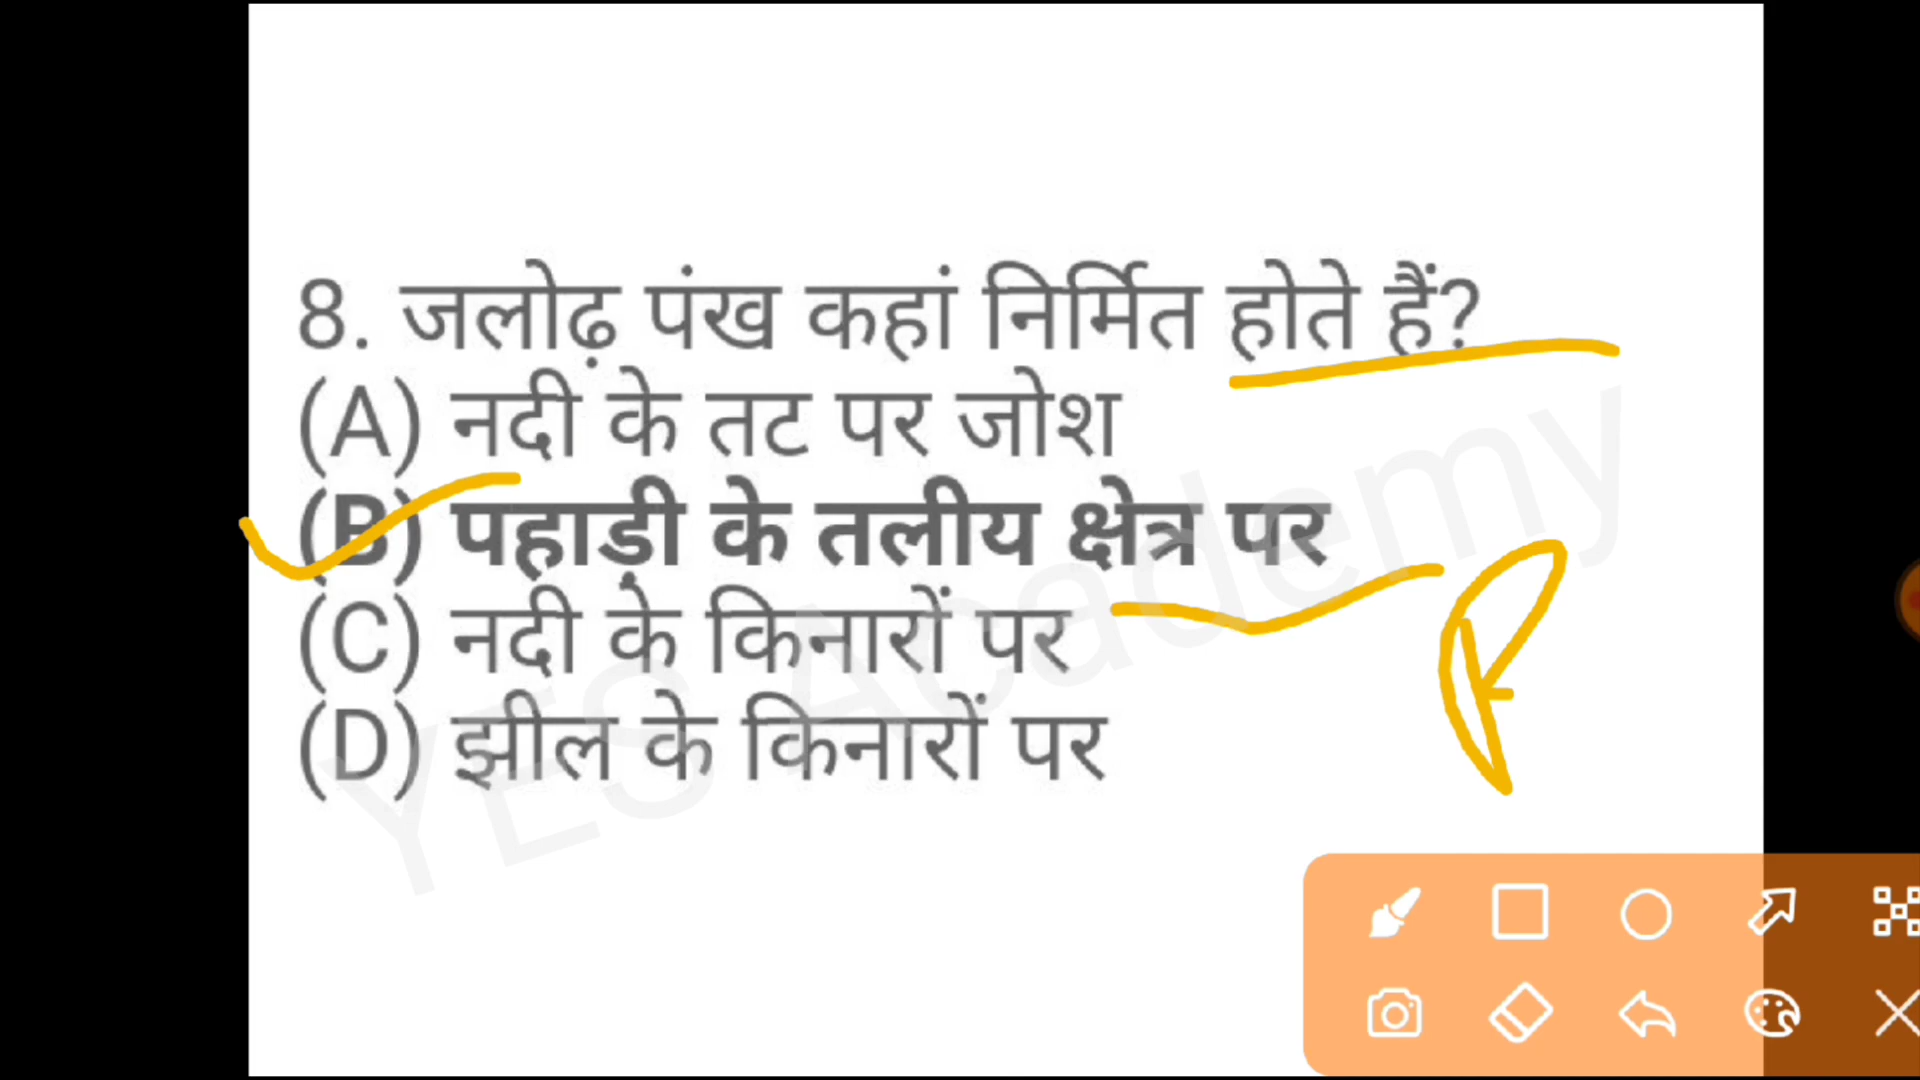 8. जलोढ़ पंख कहां निर्मित होते हैं?
(A) नदी के तट पर जोश
(B) पहाड़ी के तलीय क्षेत्र पर
(C) नदी के किनारों पर
(D) झील के किनारों पर
YES Academy